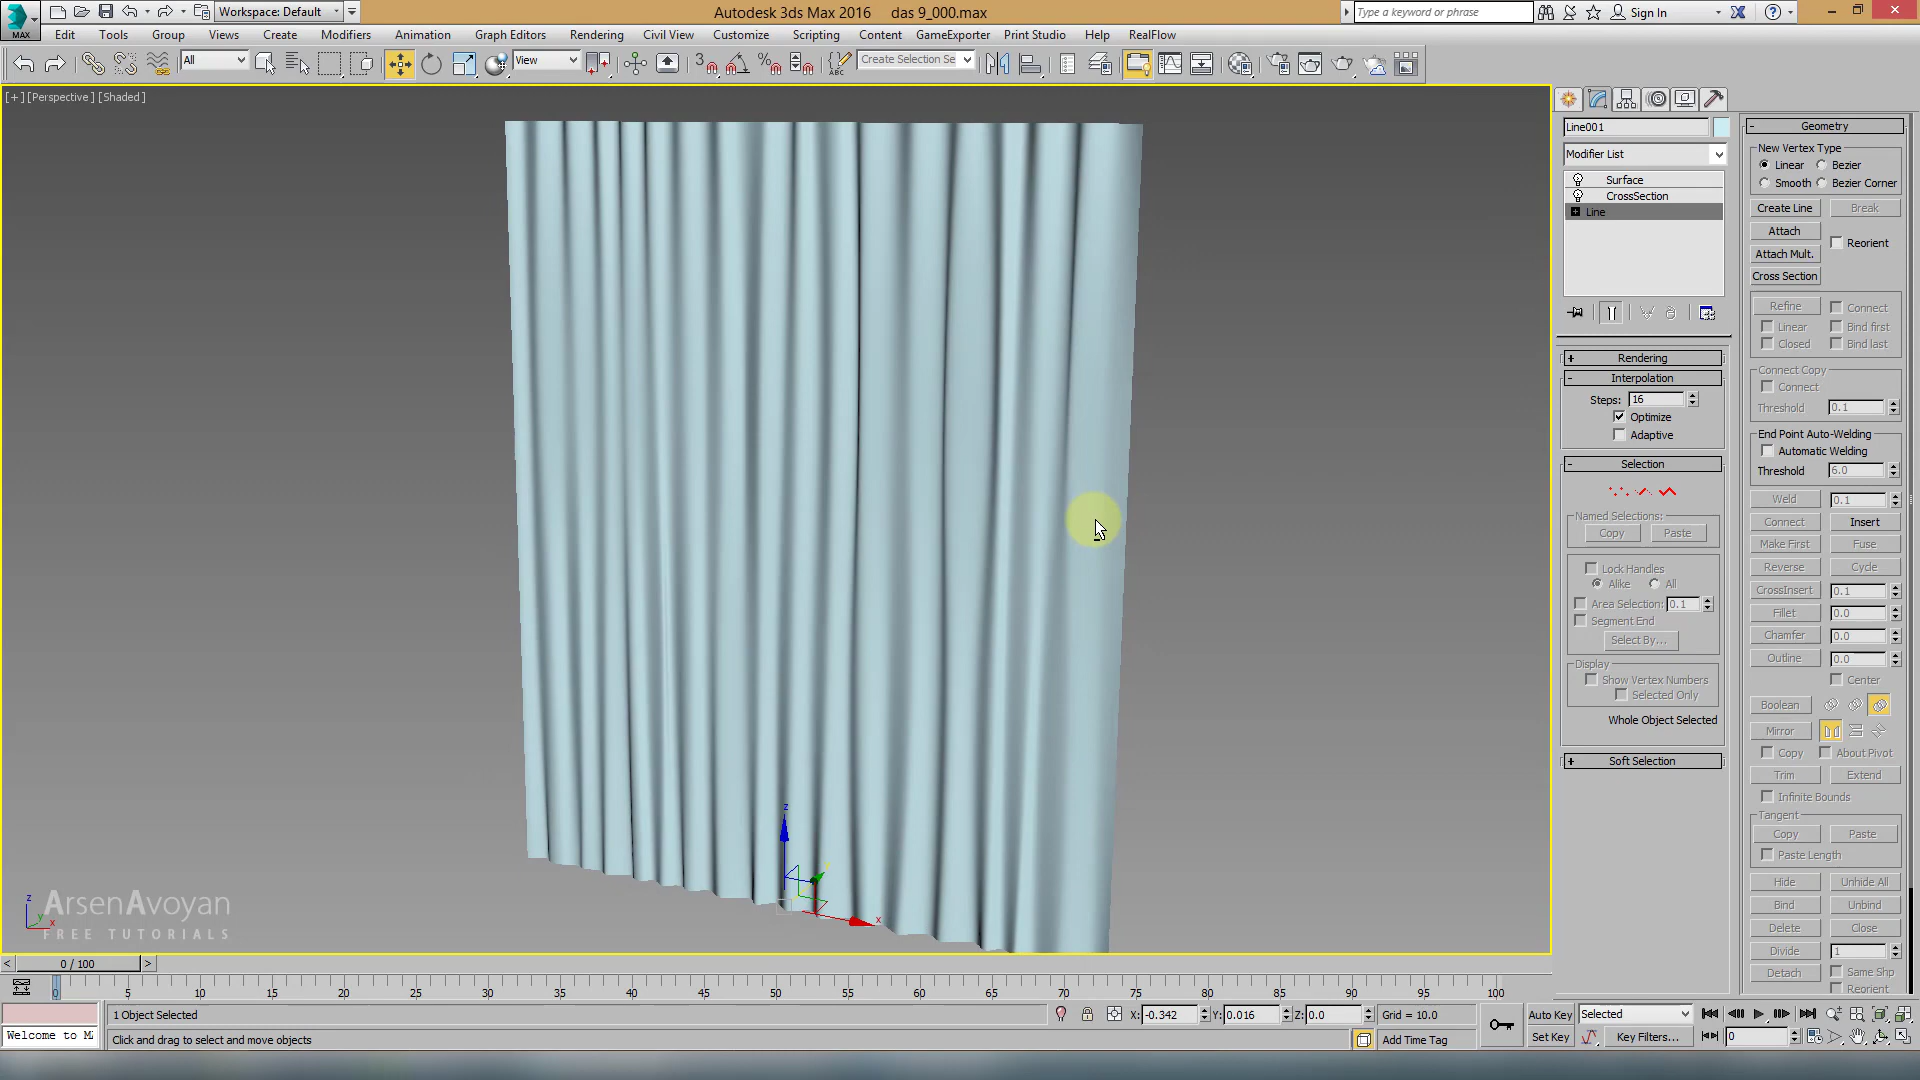 MAX
Workspace: Default
Autodesk 3ds Max 2016 das 9_000.max
Type a keyword or phrase
Sign In
Edit Tools Group Views Create Modifiers Animation Graph Editors Rendering Civil View Customize Scripting Content GameExporter Print Studio Help RealFlow
All
View
3
ABC
Create Selection Se
[+] [Perspective ] [Shaded ]
Line001
Modifier List
Surface
CrossSection
Line
Rendering
Interpolation
Steps: 16
Optimize
Adaptive
Selection
Named Selections:
Copy Paste
Lock Handles
Alike All
Area Selection: 0.1
Segment End
Select By...
Display
Show Vertex Numbers
Selected Only
Whole Object Selected
Soft Selection
Geometry
New Vertex Type
Linear Bezier
Smooth Bezier Corner
Create Line Break
Attach
Reorient
Attach Mult.
Cross Section
Refine Connect
Linear Bind first
Closed Bind last
Connect Copy
Connect
Threshold 0.1
End Point Auto-Welding
Automatic Welding
Threshold 6.0
Weld 0.1
Connect Insert
Make First Fuse
Reverse Cycle
CrossInsert 0.1
Fillet 0.0
Chamfer 0.0
Outline 0.0
Center
Boolean
Mirror
Copy About Pivot
Trim Extend
Infinite Bounds
Tangent
Copy Paste
Paste Length
Hide Unhide All
Bind Unbind
Delete Close
Divide 1
Detach Same Shp
Reorient
z
x
z
y
x
ArsenAvoyan
FREE TUTORIALS
< 0 / 100 >
0 5 10 15 20 25 30 35 40 45 50 55 60 65 70 75 80 85 90 95 100
1 Object Selected
X: -0.342 Y: 0.016 Z: 0.0 Grid = 10.0
Auto Key Selected
Welcome to M
Click and drag to select and move objects
Add Time Tag
Set Key Key Filters... 0